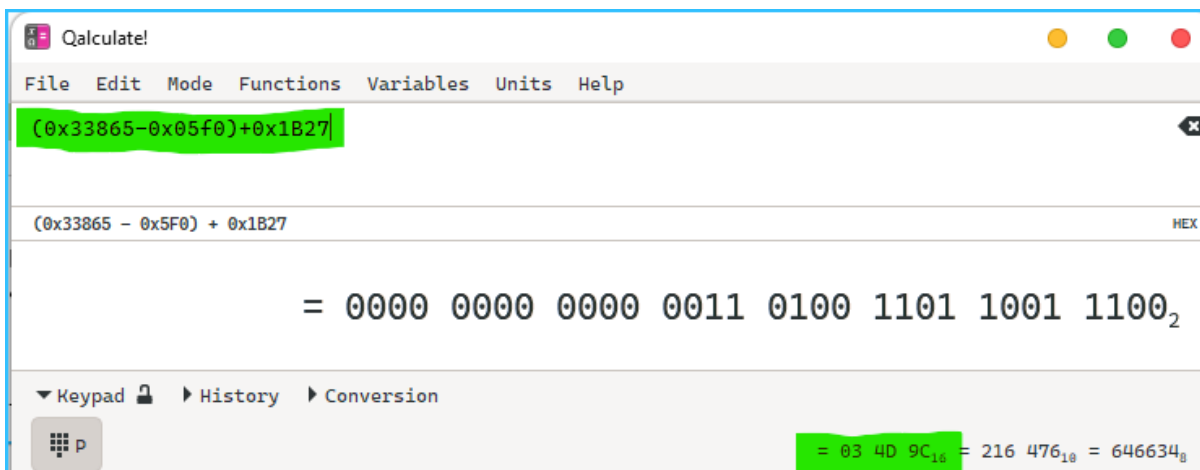 Qalculate!
File Edit Mode Functions Variables Units Help
(0x33865-0x05f0)+0x1B27
(0x33865 - 0x5F0) + 0x1B27 HEX
= 0000 0000 0000 0011 0100 1101 1001 1100₂
Keypad History Conversion
P = 03 4D 9C₁₆ = 216 476₁₀ = 646634₈